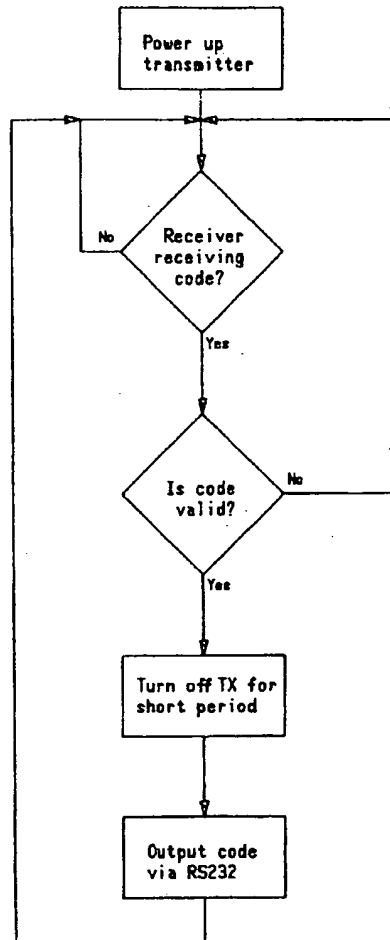 Power up
transmitter
No
Receiver
receiving
code?
Yes
Is code
valid?
No
Yes
Turn off TX for
short period
Output code
via RS232